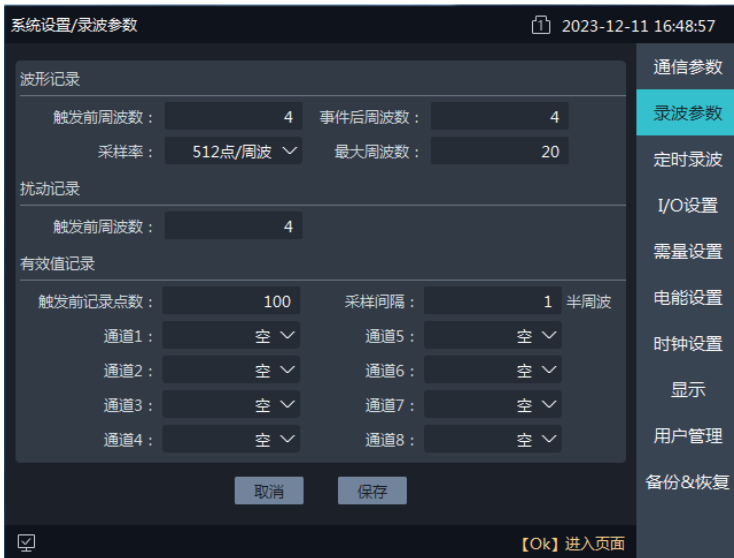 系统设置/录波参数 1 2023-12-11 16:48:57
波形记录
触发前周波数： 4 事件后周波数： 4
采样率： 512点/周波 最大周波数： 20
扰动记录
触发前周波数： 4
有效值记录
触发前记录点数： 100 采样间隔： 1 半周波
通道1： 空 通道5： 空
通道2： 空 通道6： 空
通道3： 空 通道7： 空
通道4： 空 通道8： 空
取消 保存
【Ok】进入页面
通信参数
录波参数
定时录波
I/O设置
需量设置
电能设置
时钟设置
显示
用户管理
备份&恢复